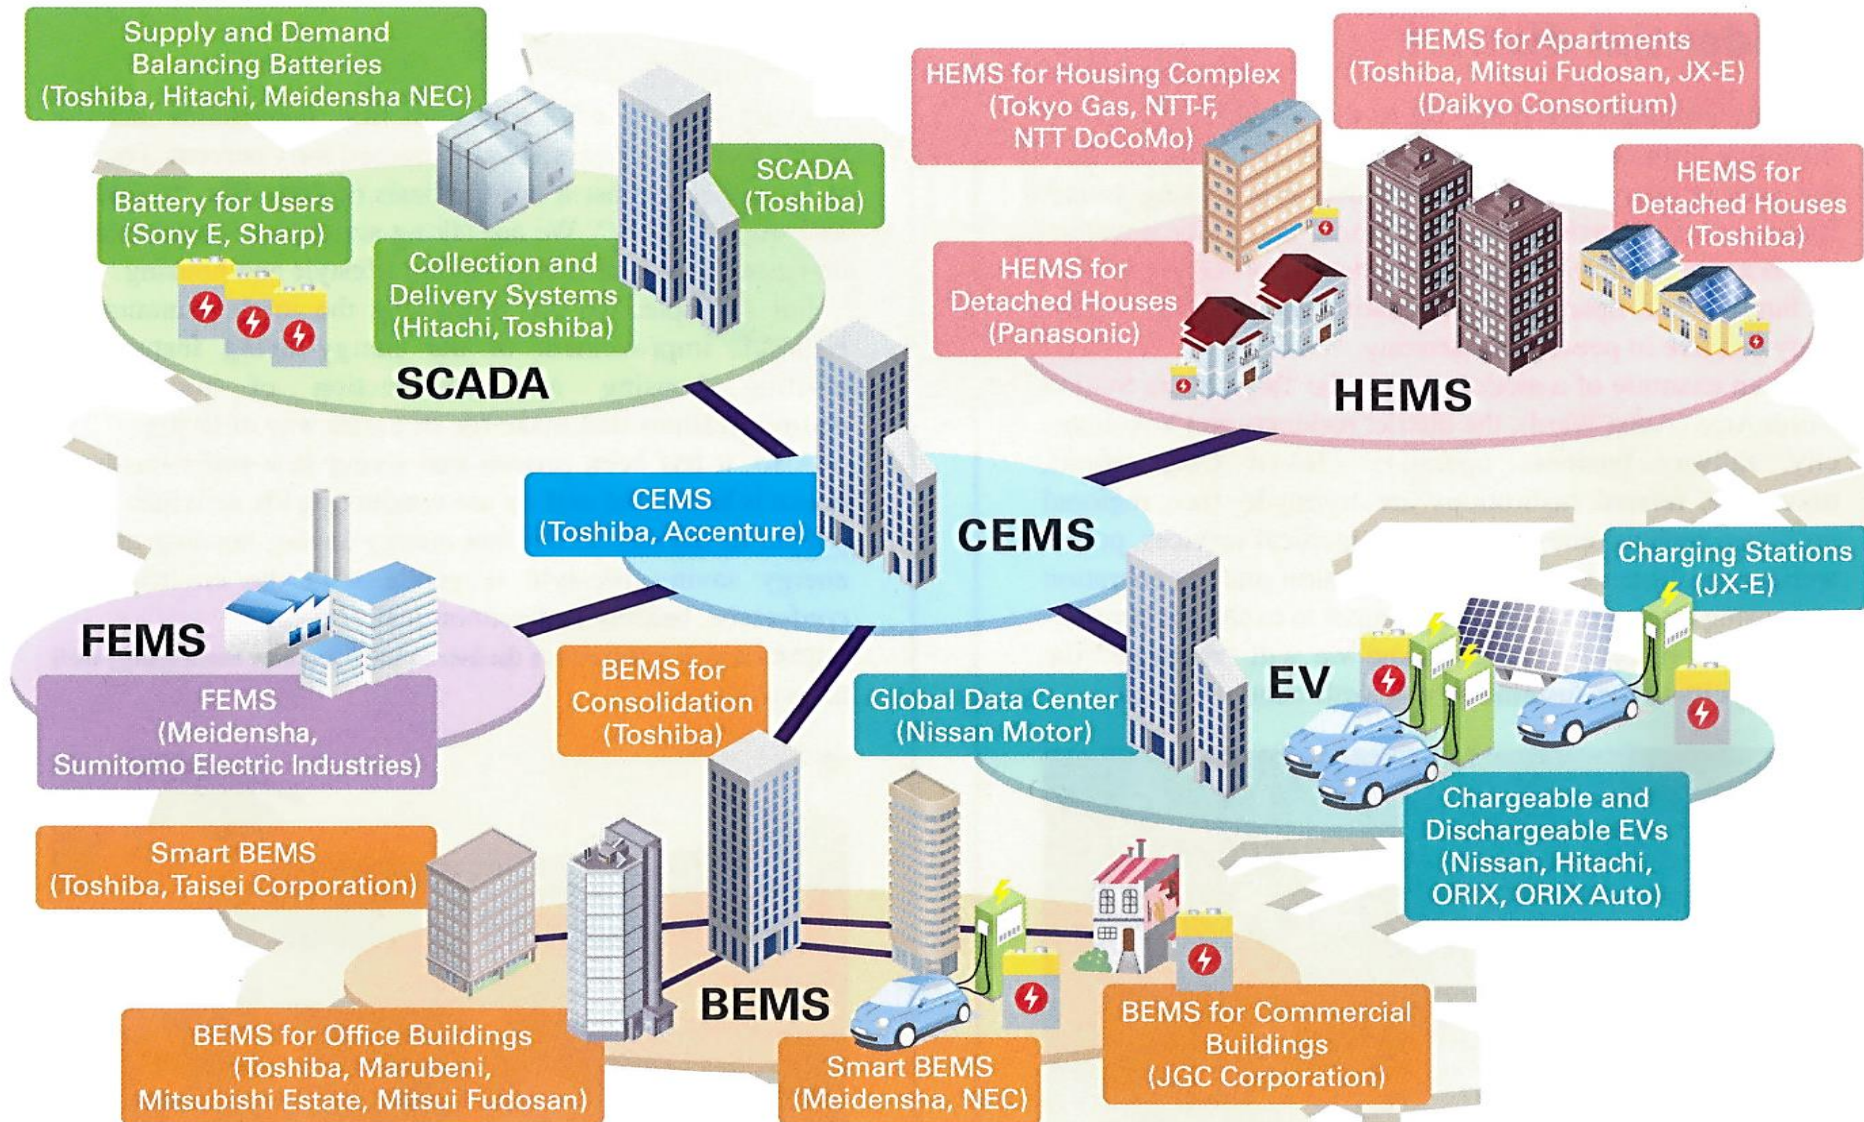 Supply and Demand
Balancing Batteries
(Toshiba, Hitachi, Meidensha NEC)
Battery for Users
(Sony E, Sharp)
SCADA
(Toshiba)
Collection and
Delivery Systems
(Hitachi, Toshiba)
SCADA
HEMS for Housing Complex
(Tokyo Gas, NTT-F,
NTT DoCoMo)
HEMS for Apartments
(Toshiba, Mitsui Fudosan, JX-E)
(Daikyo Consortium)
HEMS for
Detached Houses
(Toshiba)
HEMS for
Detached Houses
(Panasonic)
HEMS
CEMS
(Toshiba, Accenture)
CEMS
FEMS
FEMS
(Meidensha,
Sumitomo Electric Industries)
BEMS for
Consolidation
(Toshiba)
Global Data Center
(Nissan Motor)
EV
Charging Stations
(JX-E)
Chargeable and
Dischargeable EVs
(Nissan, Hitachi,
ORIX, ORIX Auto)
Smart BEMS
(Toshiba, Taisei Corporation)
BEMS
BEMS for Office Buildings
(Toshiba, Marubeni,
Mitsubishi Estate, Mitsui Fudosan)
Smart BEMS
(Meidensha, NEC)
BEMS for Commercial
Buildings
(JGC Corporation)